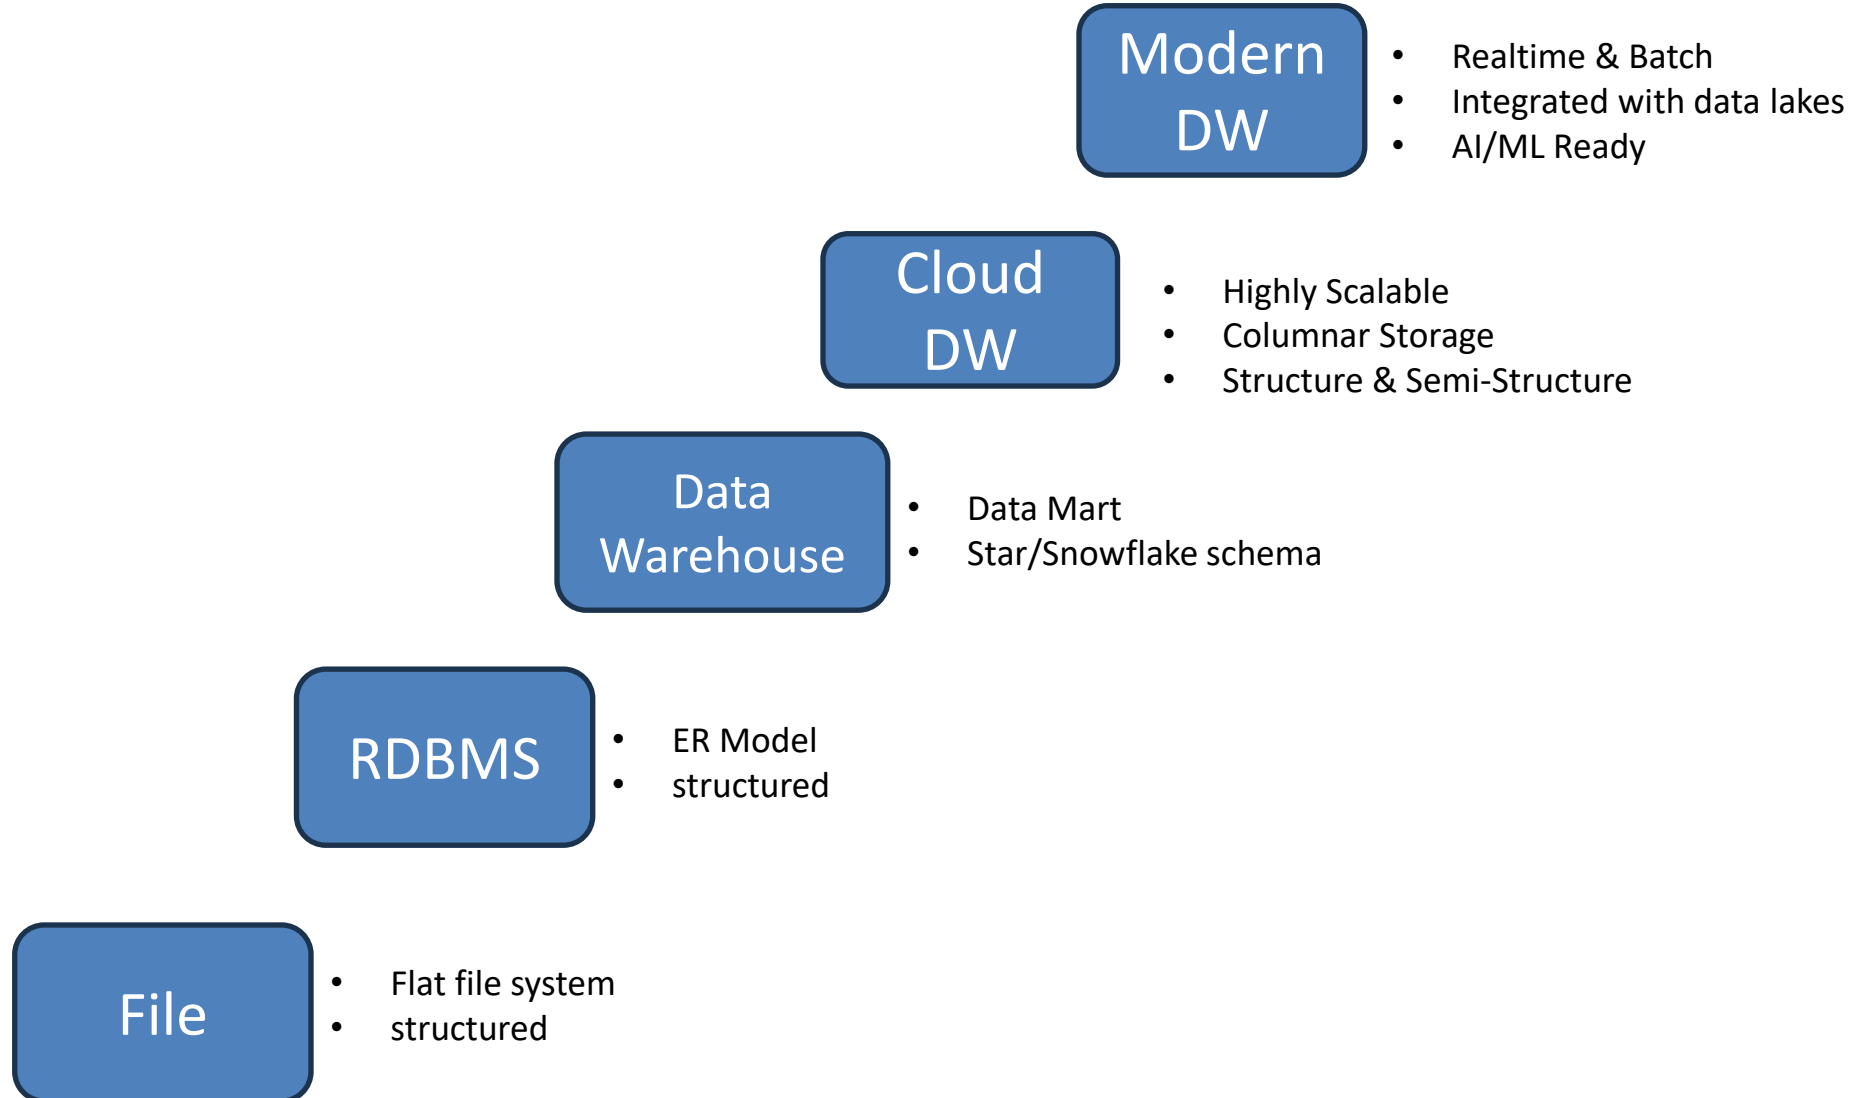 Modern
DW
• Realtime & Batch
• Integrated with data lakes
• AI/ML Ready
Cloud
DW
• Highly Scalable
• Columnar Storage
• Structure & Semi-Structure
Data
Warehouse
• Data Mart
• Star/Snowflake schema
RDBMS
• ER Model
• structured
File
• Flat file system
• structured